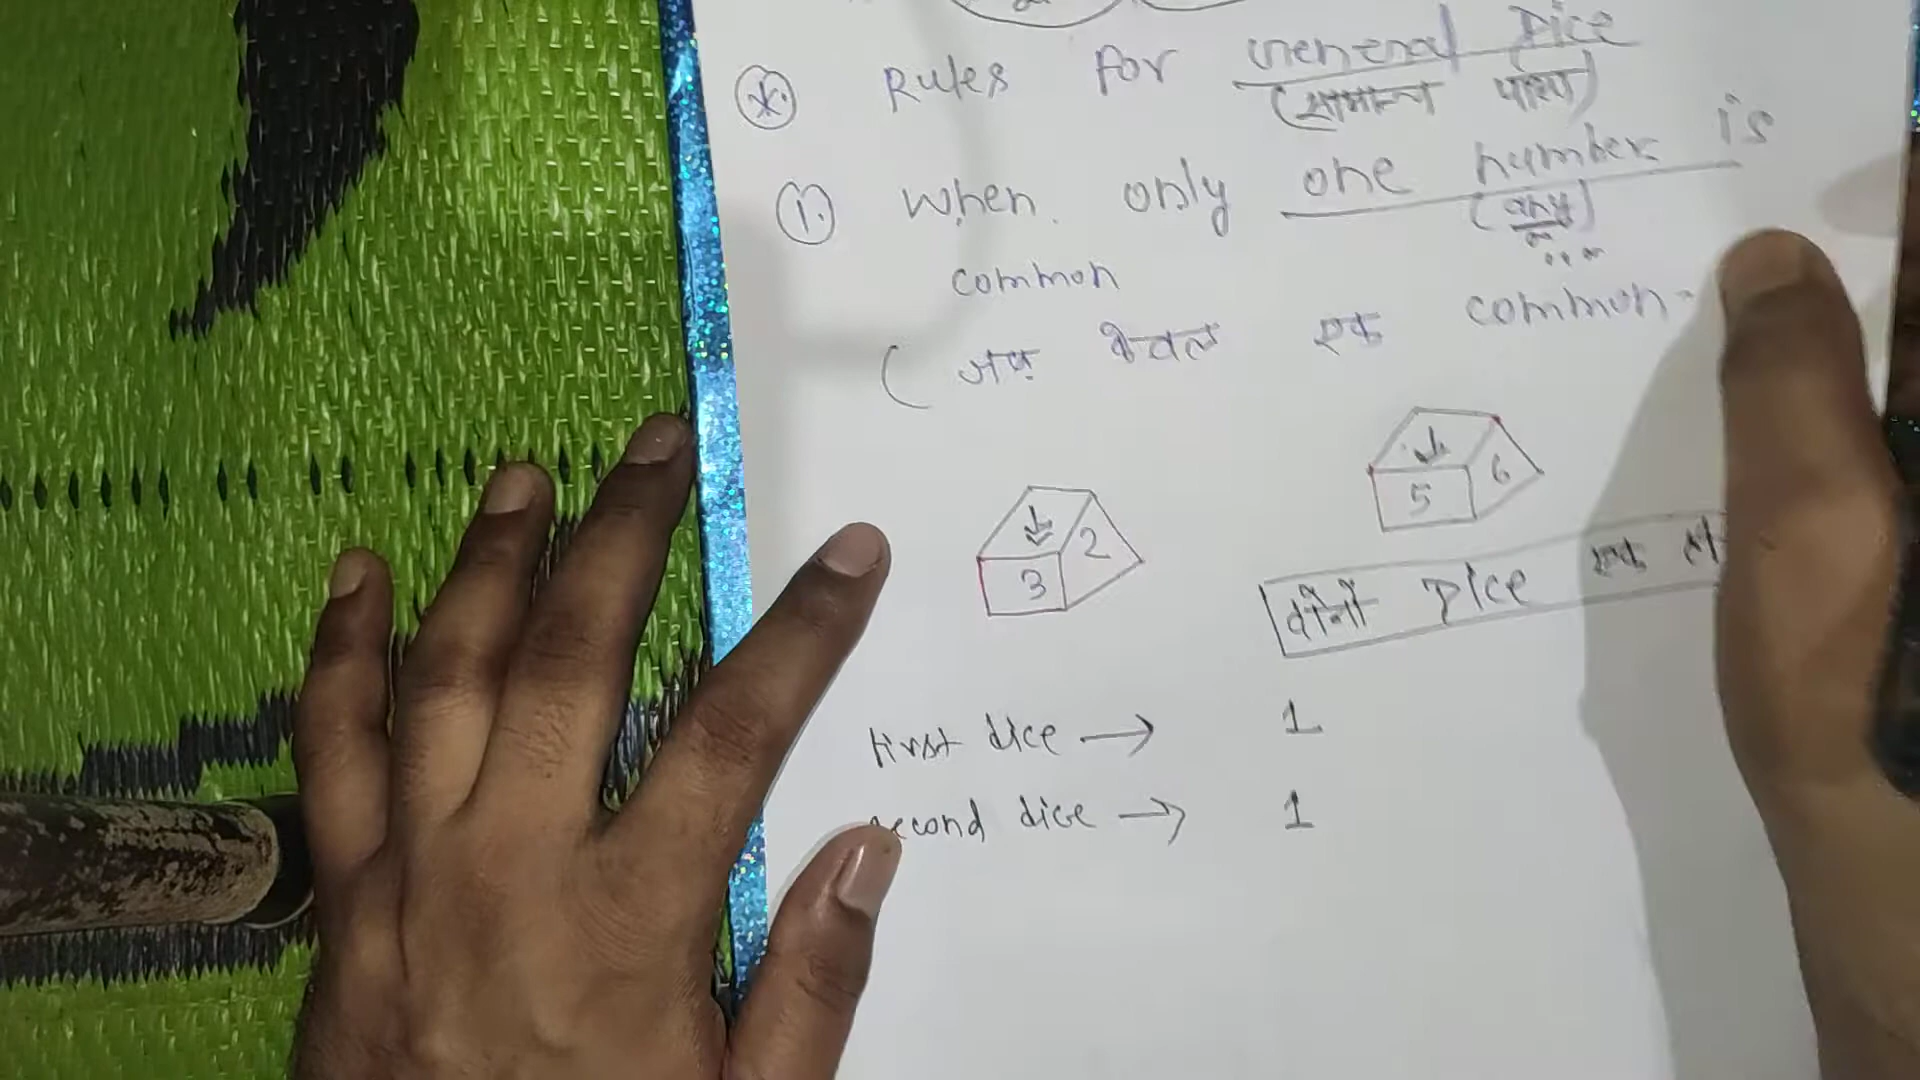 Rules for General Dice
(सामान्य पासा)
① When only one number is
(any)
common
( जब केवल एक common-
1 2
3
1 6
5
दोनों Dice एक
first dice → 1
second dice → 1